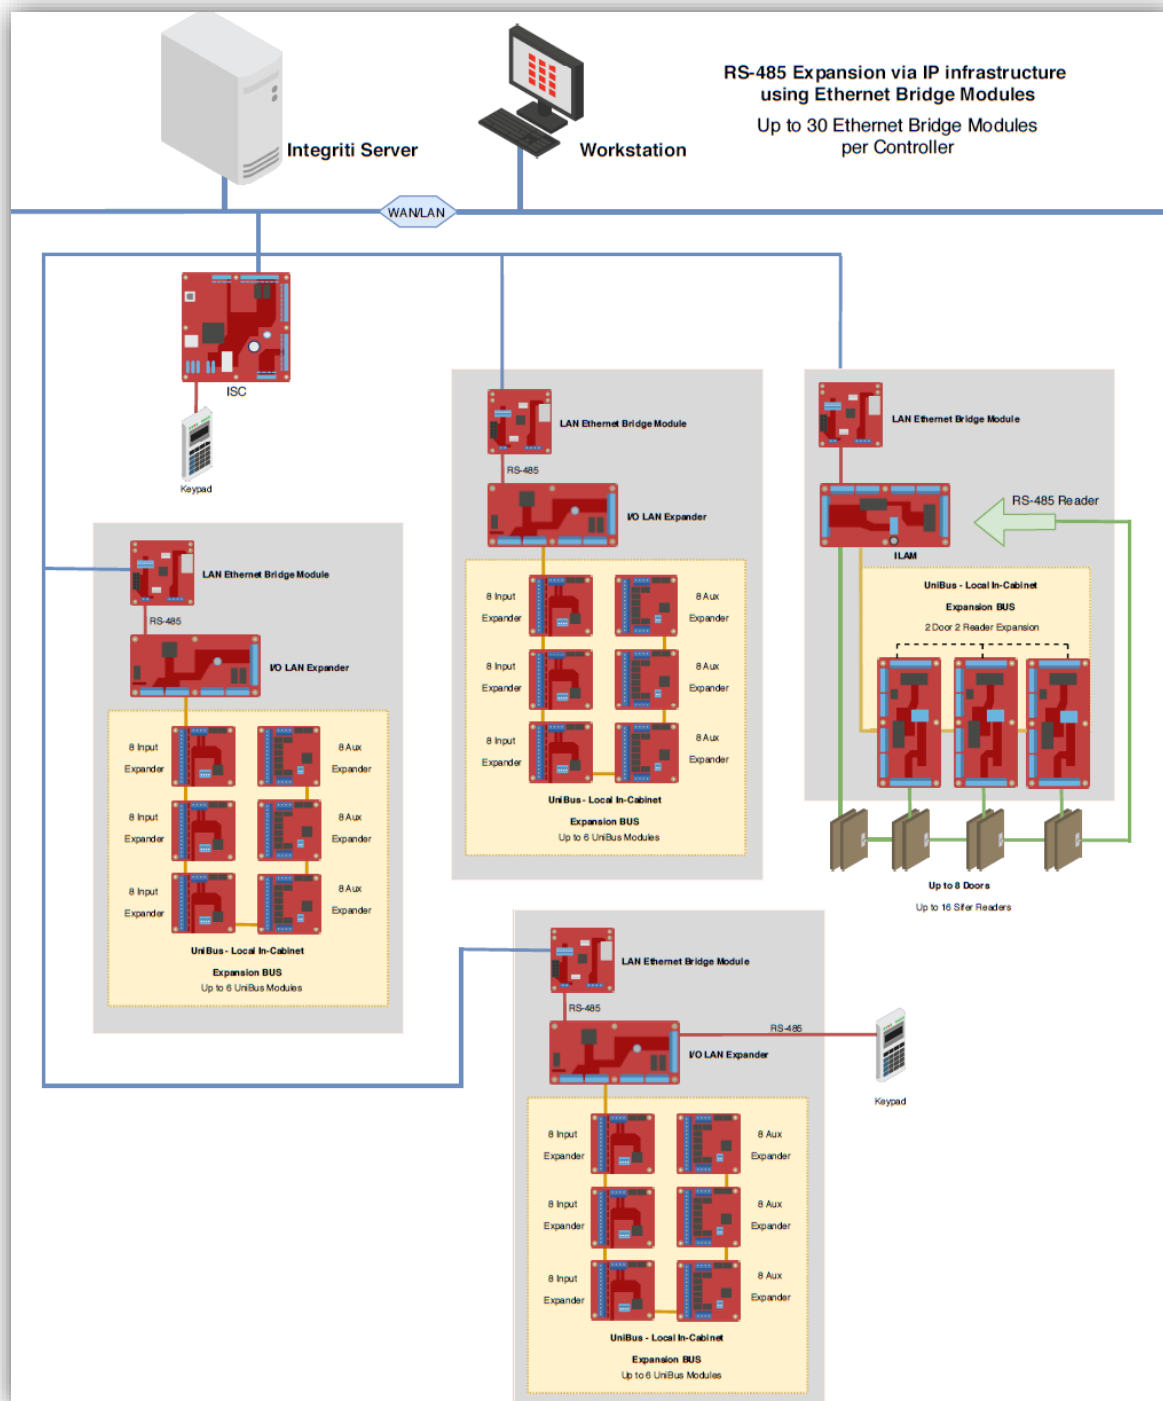 RS-485 Expansion via IP infrastructure
using Ethernet Bridge Modules
Up to 30 Ethernet Bridge Modules
per Controller
Integriti Server
Workstation
WAN/LAN
ISC
Keypad
LAN Ethernet Bridge Module
RS-485
I/O LAN Expander
8 Input
Expander
8 Aux
Expander
8 Input
Expander
8 Aux
Expander
8 Input
Expander
8 Aux
Expander
UniBus - Local In-Cabinet
Expansion BUS
Up to 6 UniBus Modules
LAN Ethernet Bridge Module
RS-485 Reader
ILAM
UniBus - Local In-Cabinet
Expansion BUS
2 Door 2 Reader Expansion
Up to 8 Doors
Up to 16 Sifer Readers
LAN Ethernet Bridge Module
RS-485
I/O LAN Expander
8 Input
Expander
8 Aux
Expander
8 Input
Expander
8 Aux
Expander
8 Input
Expander
8 Aux
Expander
UniBus - Local In-Cabinet
Expansion BUS
Up to 6 UniBus Modules
LAN Ethernet Bridge Module
RS-485
RS-485
I/O LAN Expander
Keypad
8 Input
Expander
8 Aux
Expander
8 Input
Expander
8 Aux
Expander
8 Input
Expander
8 Aux
Expander
UniBus - Local In-Cabinet
Expansion BUS
Up to 6 UniBus Modules